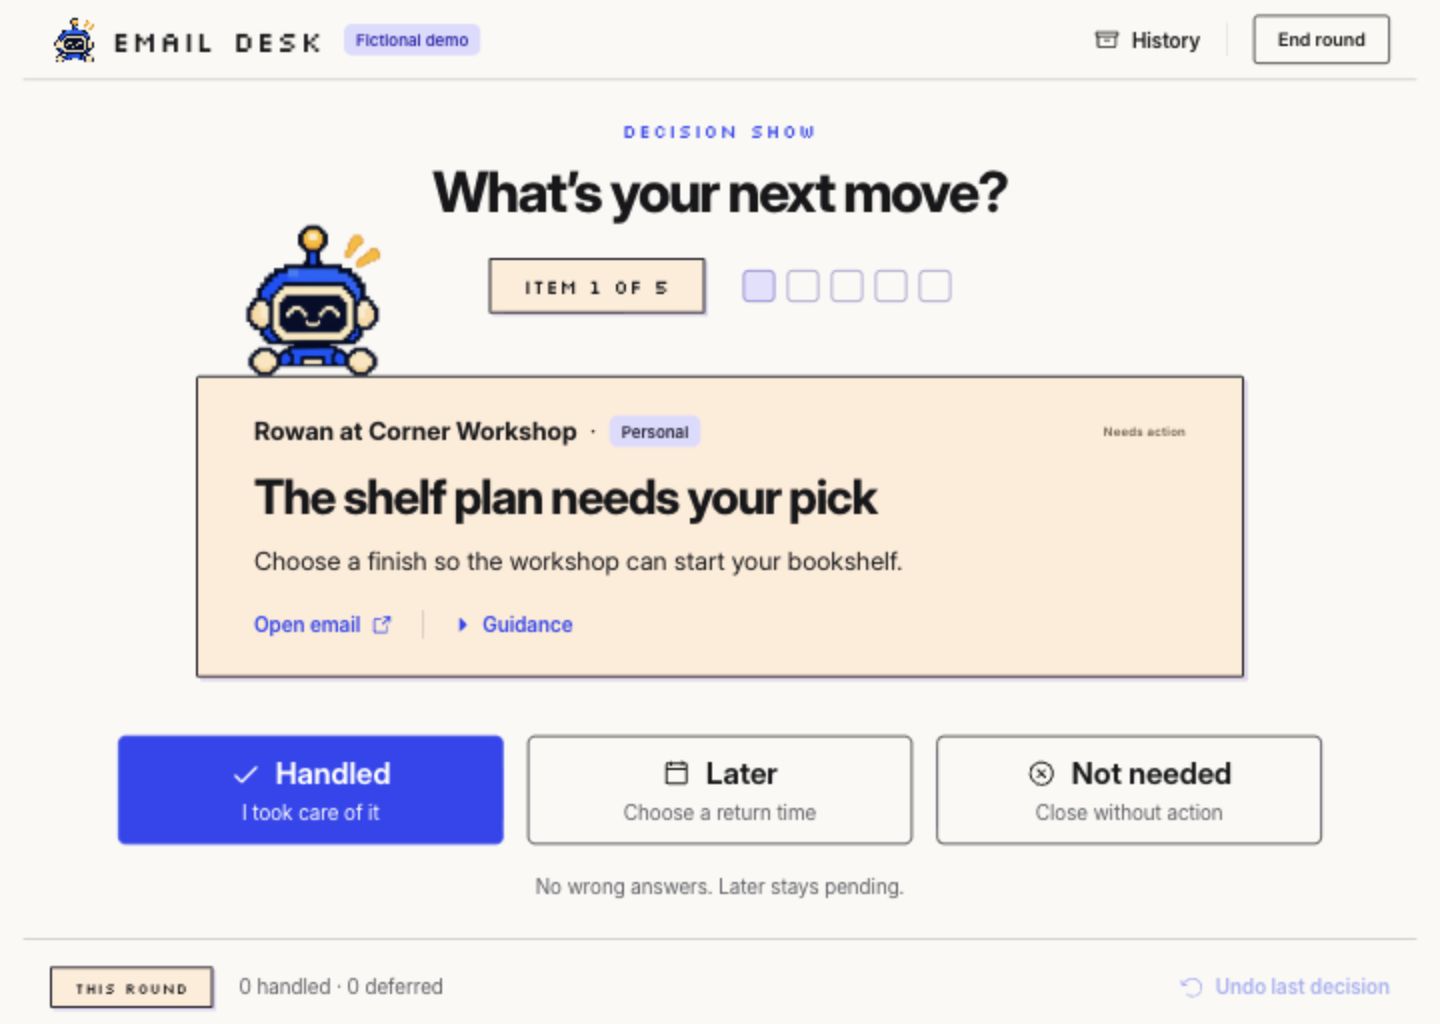 EMAIL DESK
Fictional demo
History
End round
DECISION SHOW
What's your next move?
ITEM 1 OF 5
Rowan at Corner Workshop · Personal
Needs action
The shelf plan needs your pick
Choose a finish so the workshop can start your bookshelf.
Open email
Guidance
Handled
I took care of it
Later
Choose a return time
Not needed
Close without action
No wrong answers. Later stays pending.
THIS ROUND
0 handled · 0 deferred
Undo last decision